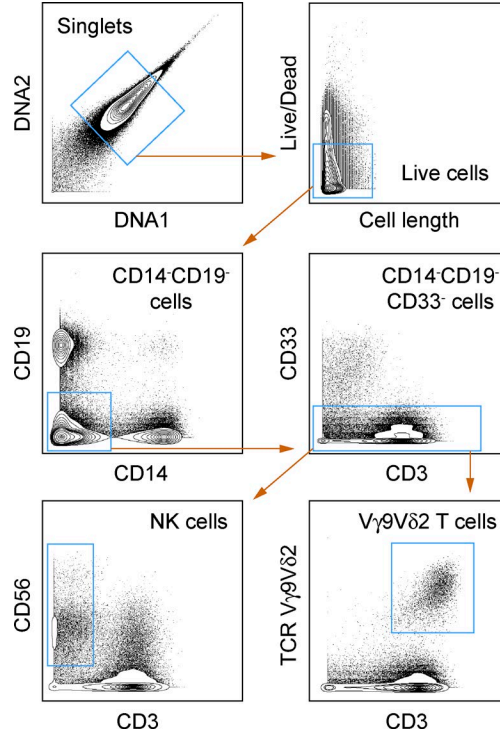 Singlets
DNA2
DNA1
Live/Dead
Live cells
Cell length
CD14⁻CD19⁻
cells
CD19
CD14
CD14⁻CD19⁻
CD33⁻ cells
CD33
CD3
NK cells
CD56
CD3
Vγ9Vδ2 T cells
TCR Vγ9Vδ2
CD3